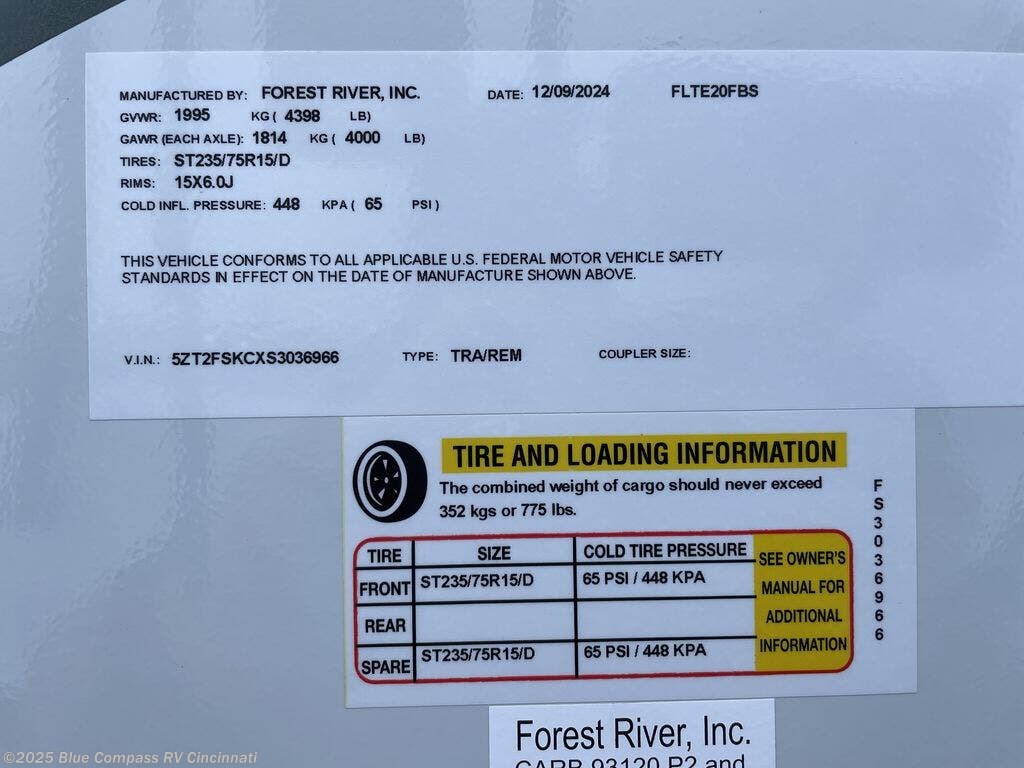 MANUFACTURED BY: FOREST RIVER, INC. DATE: 12/09/2024 FLTE20FBS
GVWR: 1995 KG ( 4398 LB)
GAWR (EACH AXLE): 1814 KG ( 4000 LB)
TIRES: ST235/75R15/D
RIMS: 15X6.0J
COLD INFL. PRESSURE: 448 KPA ( 65 PSI )
THIS VEHICLE CONFORMS TO ALL APPLICABLE U.S. FEDERAL MOTOR VEHICLE SAFETY
STANDARDS IN EFFECT ON THE DATE OF MANUFACTURE SHOWN ABOVE.
V.I.N.: 5ZT2FSKCXS3036966 TYPE: TRA/REM COUPLER SIZE:
TIRE AND LOADING INFORMATION
The combined weight of cargo should never exceed
352 kgs or 775 lbs.
TIRE SIZE COLD TIRE PRESSURE
FRONT ST235/75R15/D 65 PSI / 448 KPA
REAR
SPARE ST235/75R15/D 65 PSI / 448 KPA
SEE OWNER'S
MANUAL FOR
ADDITIONAL
INFORMATION
FS3036966
Forest River, Inc.
CARB 93120 P2 and
©2025 Blue Compass RV Cincinnati